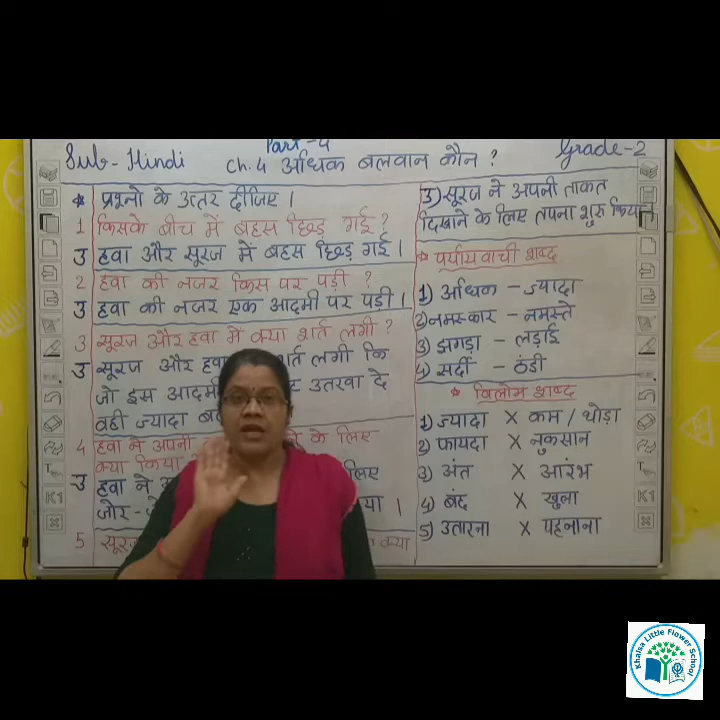 Part-4
Sub- Hindi
Ch.4 अधिक बलवान कौन ?
Grade-2
* प्रश्नो के उत्तर दीजिए ।
1 किसके बीच में बहस छिड़ गई ?
उ हवा और सूरज में बहस छिड़ गई ।
2 हवा की नजर किस पर पड़ी ?
उ हवा की नजर एक आदमी पर पड़ी ।
3 सूरज और हवा में क्या शर्त लगी ?
उ सूरज और हवा शर्त लगी कि
जो इस उतरवा दे
वही ज्यादा
4 हवा ने अपनी के लिए
क्या किया
उ हवा ने लिए
जोर-
5 क्या
उ) सूरज ने अपनी ताकत
दिखाने के लिए तपना शुरू किया
* पर्यायवाची शब्द
1) अधिक - ज्यादा
2) नमस्कार - नमस्ते
3) झगड़ा - लड़ाई
4) सर्दी - ठंडी
* विलोम शब्द
1) ज्यादा X कम / थोड़ा
2) फायदा X नुकसान
3) अंत X आरंभ
4) बंद X खुला
5) उतारना X पहनाना
K1
K1
Khalsa Little Flower School